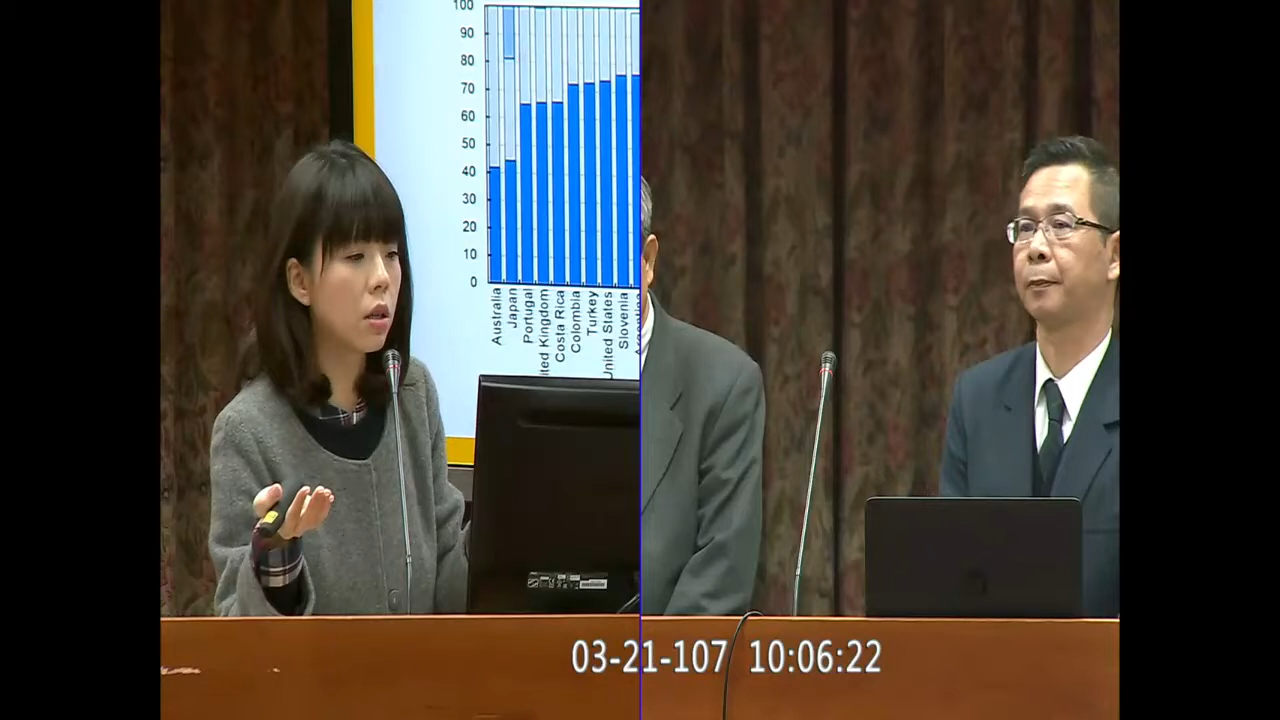 100
90
80
70
60
50
40
30
20
10
0
Australia
Japan
Portugal
ited Kingdom
Costa Rica
Colombia
Turkey
United States
Slovenia
03-21-107 10:06:22